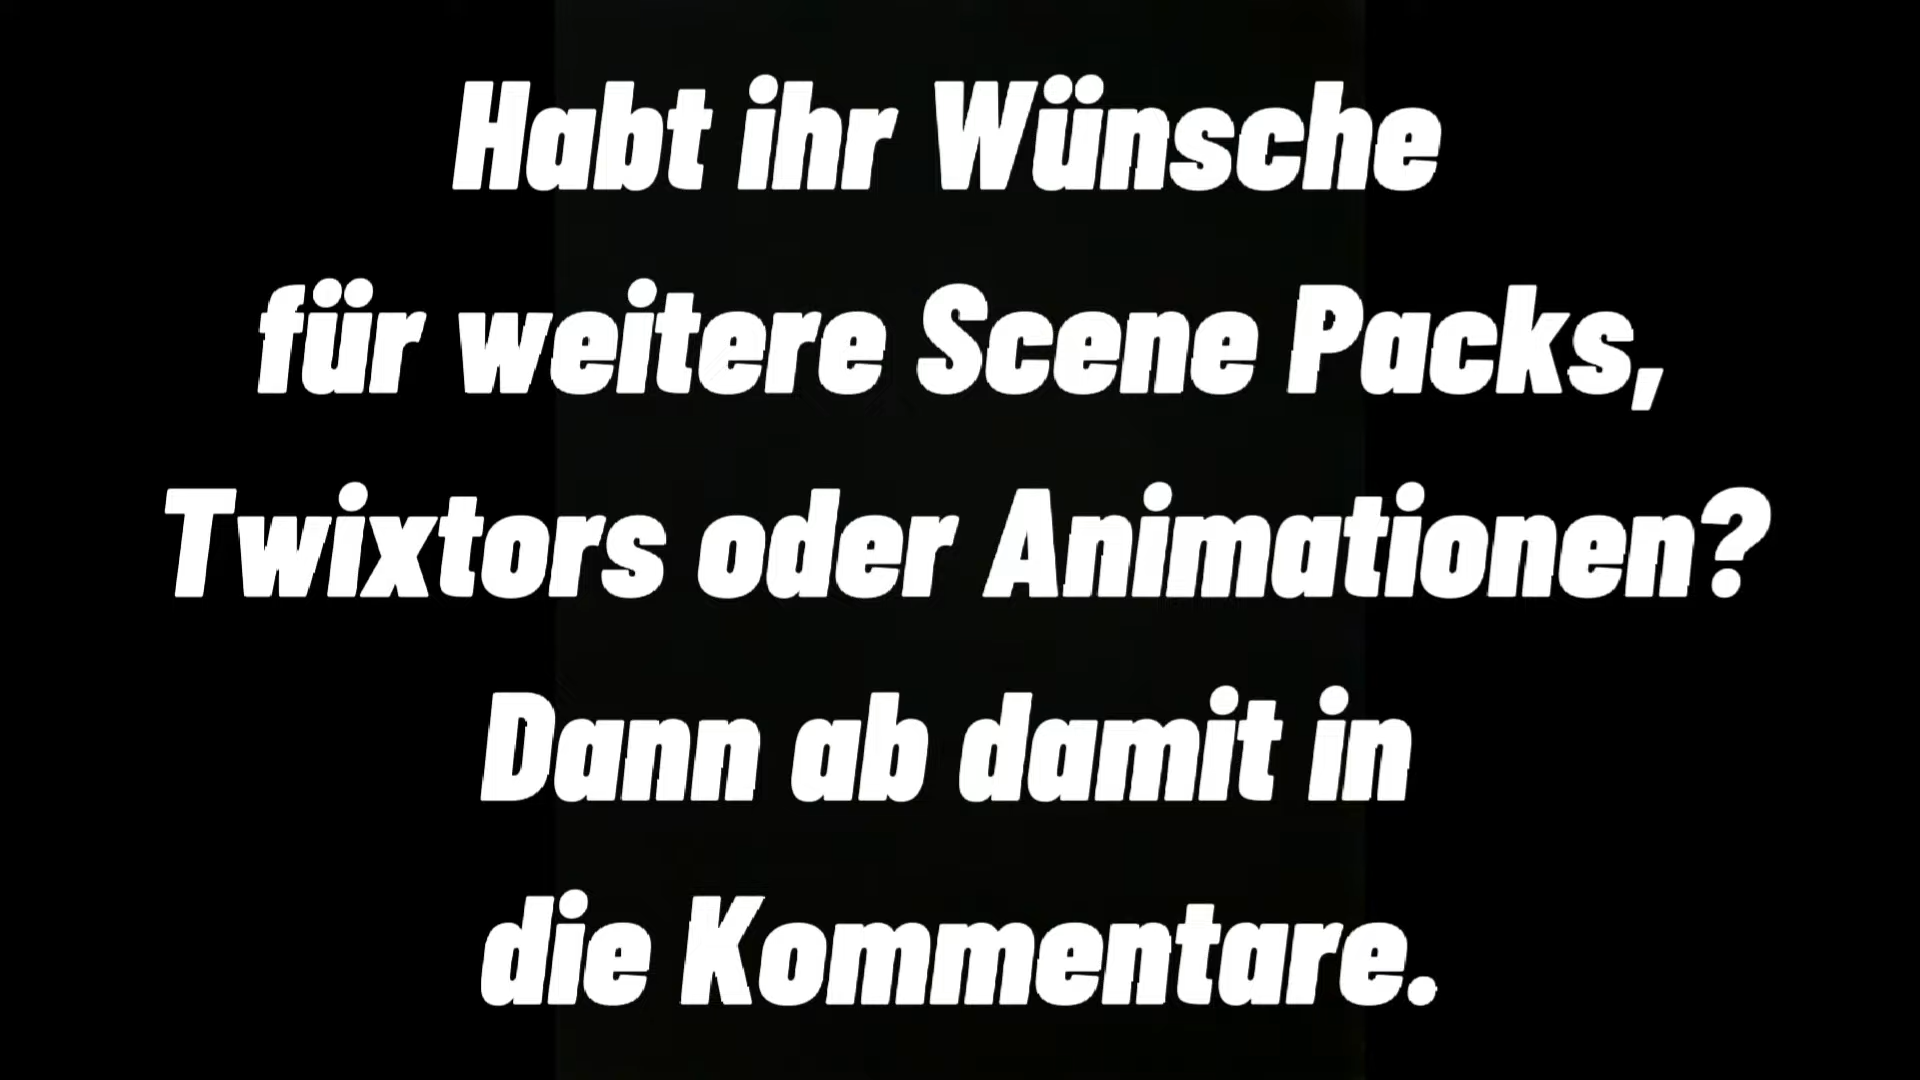 Habt ihr Wünsche
für weitere Scene Packs,
Twixtors oder Animationen?
Dann ab damit in
die Kommentare.